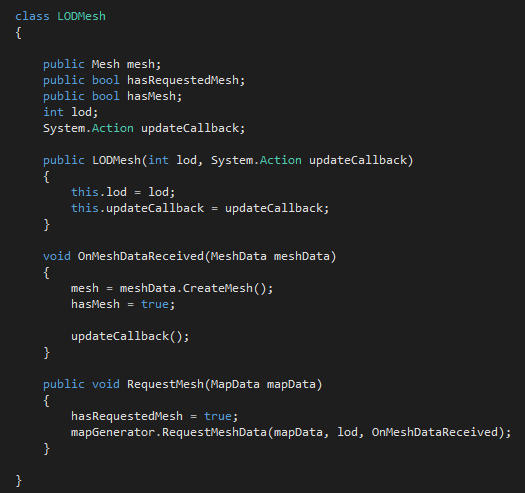 class LODMesh
{
public Mesh mesh;
public bool hasRequestedMesh;
public bool hasMesh;
int lod;
System.Action updateCallback;
public LODMesh(int lod, System.Action updateCallback)
{
this.lod = lod;
this.updateCallback = updateCallback;
}
void OnMeshDataReceived(MeshData meshData)
{
mesh = meshData.CreateMesh();
hasMesh = true;
updateCallback();
}
public void RequestMesh(MapData mapData)
{
hasRequestedMesh = true;
mapGenerator.RequestMeshData(mapData, lod, OnMeshDataReceived);
}
}